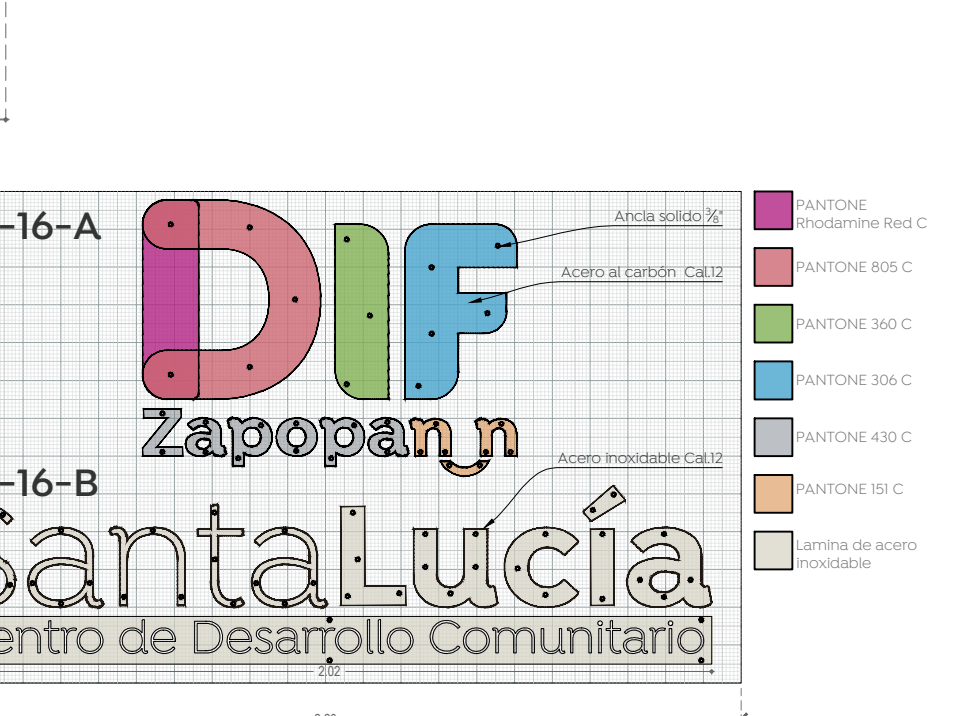 -16-A
DIF
Zapopan n
Ancla solido ⅜"
Acero al carbón Cal.12
Acero inoxidable Cal.12
-16-B
Santa Lucía
entro de Desarrollo Comunitario
2.02
PANTONE
Rhodamine Red C
PANTONE 805 C
PANTONE 360 C
PANTONE 306 C
PANTONE 430 C
PANTONE 151 C
Lamina de acero
inoxidable